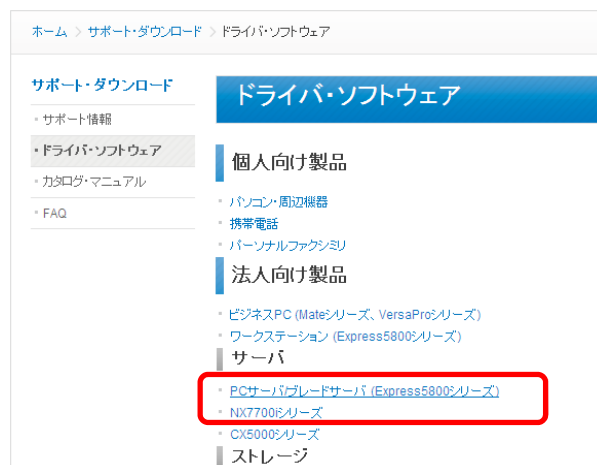 ホーム > サポート・ダウンロード > ドライバ・ソフトウェア
サポート・ダウンロード
サポート情報
ドライバ・ソフトウェア
カタログ・マニュアル
FAQ
ドライバ・ソフトウェア
個人向け製品
パソコン・周辺機器
携帯電話
パーソナルファクシミリ
法人向け製品
ビジネスPC (Mateシリーズ、VersaProシリーズ)
ワークステーション (Express5800シリーズ)
サーバ
PCサーバ/ブレードサーバ (Express5800シリーズ)
NX7700iシリーズ
CX5000シリーズ
ストレージ